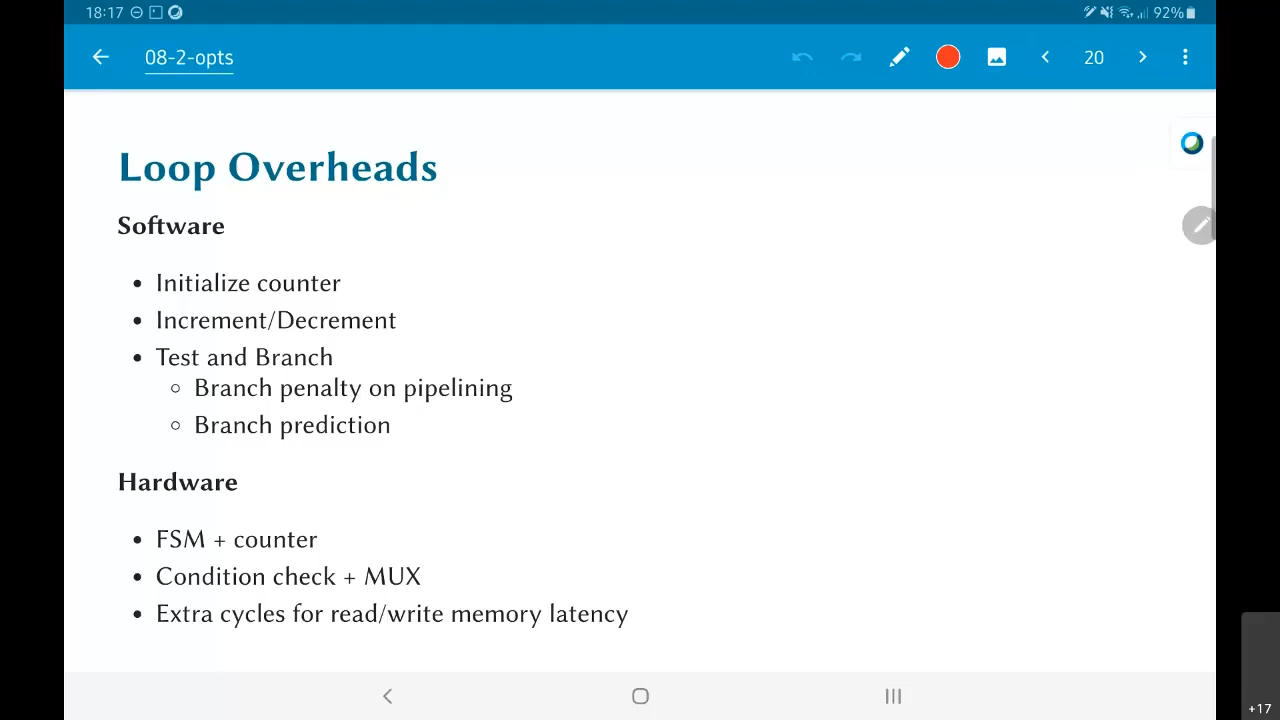 18:17 92%
08-2-opts 20
Loop Overheads
Software
• Initialize counter
• Increment/Decrement
• Test and Branch
◦ Branch penalty on pipelining
◦ Branch prediction
Hardware
• FSM + counter
• Condition check + MUX
• Extra cycles for read/write memory latency
+17